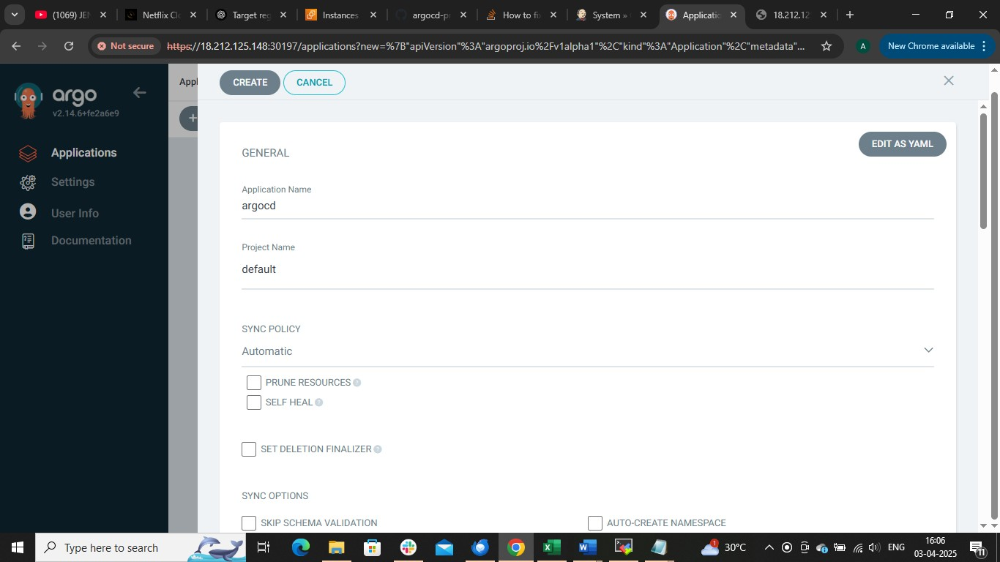 (1069) JEN
Netflix Clo
Target reg
Instances
argocd-pr
How to fix
System »
Applicatio
18.212.12
Not secure
https://18.212.125.148:30197/applications?new=%7B"apiVersion"%3A"argoproj.io%2Fv1alpha1"%2C"kind"%3A"Application"%2C"metadata"...
A
New Chrome available
argo
v2.14.6+fe2a6e9
Applications
Settings
User Info
Documentation
Appl
+
CREATE
CANCEL
GENERAL
EDIT AS YAML
Application Name
argocd
Project Name
default
SYNC POLICY
Automatic
PRUNE RESOURCES
SELF HEAL
SET DELETION FINALIZER
SYNC OPTIONS
SKIP SCHEMA VALIDATION
AUTO-CREATE NAMESPACE
Type here to search
1
30°C
ENG
16:06
03-04-2025
11